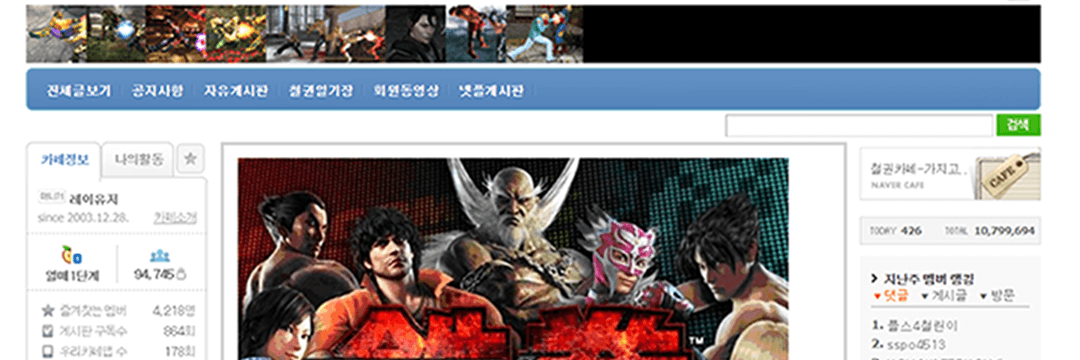 전체글보기 공지사항 자유게시판 철권일기장 회원동영상 넷플게시판
검색
카페정보 나의활동
매니저 레이유지
since 2003.12.28. 카페소개
열매1단계 94,745
즐겨찾는 멤버 4,218명
게시판 구독수 864회
우리카페앱 수 178회
TM
철권카페-가지고..
NAVER CAFE
CAFE
TODAY 426 TOTAL 10,799,694
지난주 멤버 랭킹
▼댓글 ▼게시글 ▼방문
1. 플스4철린이
2. sspo4513